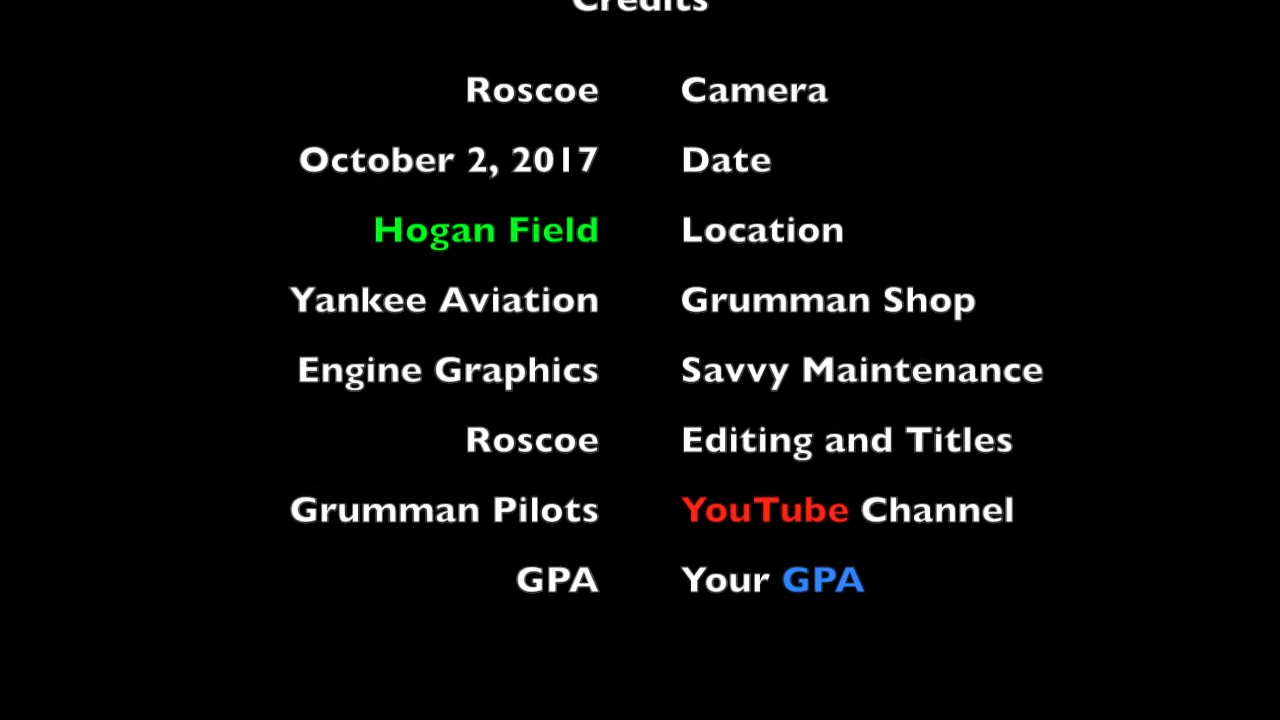 Credits
Roscoe Camera
October 2, 2017 Date
Hogan Field Location
Yankee Aviation Grumman Shop
Engine Graphics Savvy Maintenance
Roscoe Editing and Titles
Grumman Pilots YouTube Channel
GPA Your GPA